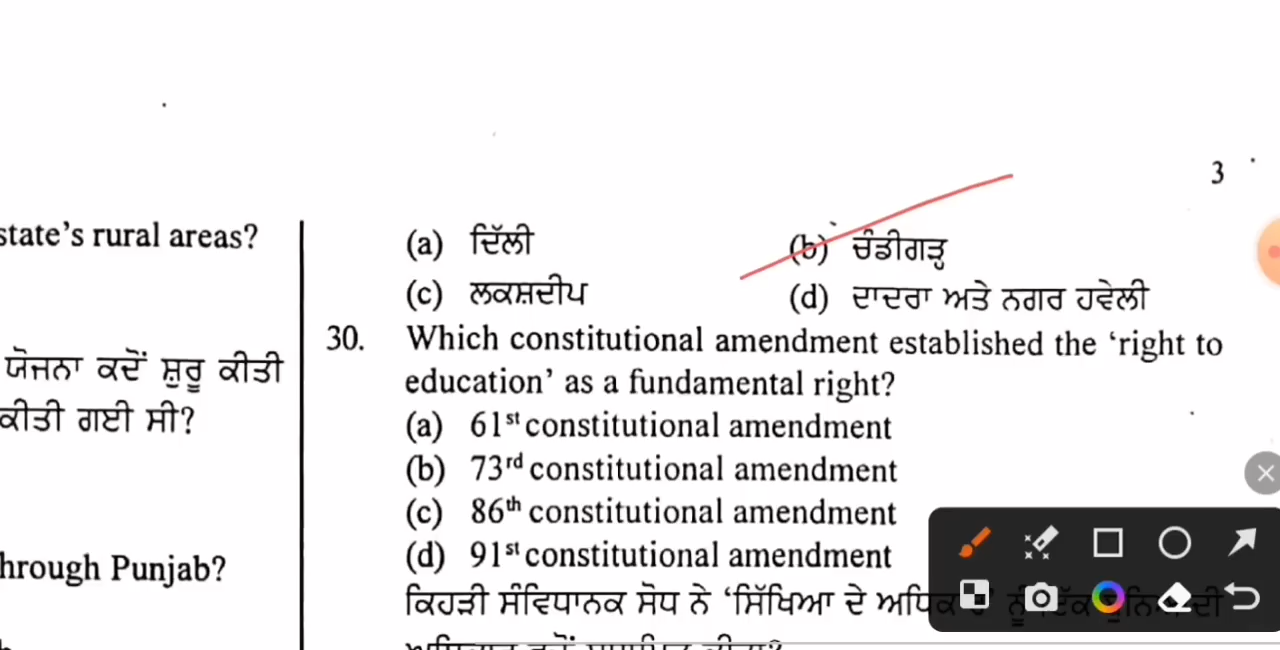 3
state’s rural areas?
ਯੋਜਨਾ ਕਦੋਂ ਸ਼ੁਰੂ ਕੀਤੀ
ਕੀਤੀ ਗਈ ਸੀ?
hrough Punjab?
(a) ਦਿੱਲੀ (b) ਚੰਡੀਗੜ੍ਹ
(c) ਲਕਸ਼ਦੀਪ (d) ਦਾਦਰਾ ਅਤੇ ਨਗਰ ਹਵੇਲੀ
30. Which constitutional amendment established the ‘right to
education’ as a fundamental right?
(a) 61st constitutional amendment
(b) 73rd constitutional amendment
(c) 86th constitutional amendment
(d) 91st constitutional amendment
ਕਿਹੜੀ ਸੰਵਿਧਾਨਕ ਸੋਧ ਨੇ ‘ਸਿੱਖਿਆ ਦੇ